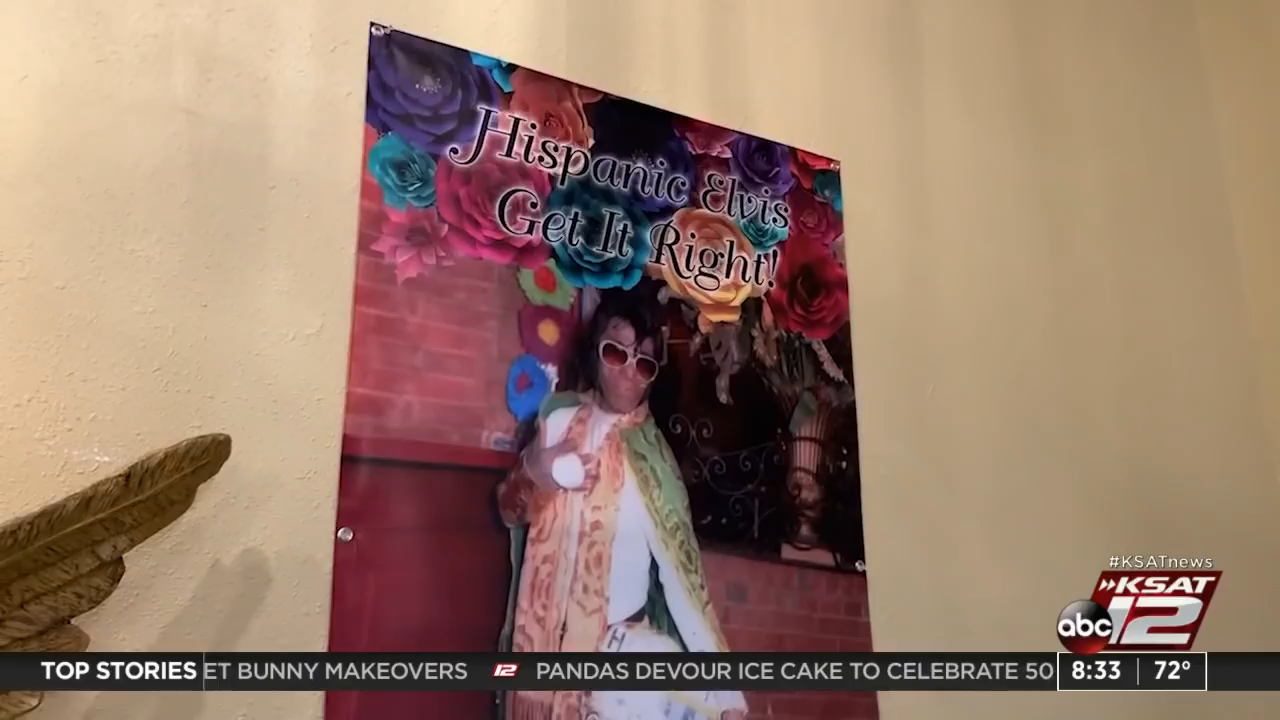 Hispanic Elvis
Get It Right!
#KSATnews
KSAT
abc 12
TOP STORIES ET BUNNY MAKEOVERS 12 PANDAS DEVOUR ICE CAKE TO CELEBRATE 50 8:33 72°
H